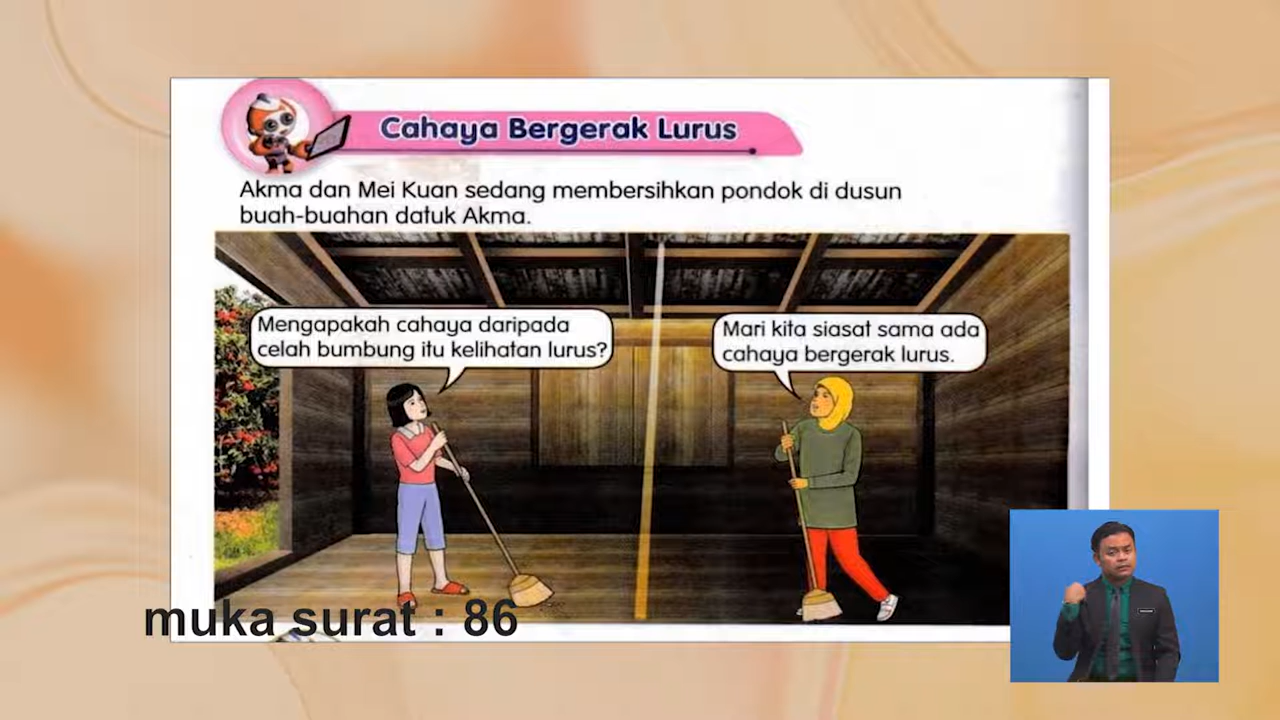 Cahaya Bergerak Lurus
Akma dan Mei Kuan sedang membersihkan pondok di dusun
buah-buahan datuk Akma.
Mengapakah cahaya daripada
celah bumbung itu kelihatan lurus?
Mari kita siasat sama ada
cahaya bergerak lurus.
muka surat : 86